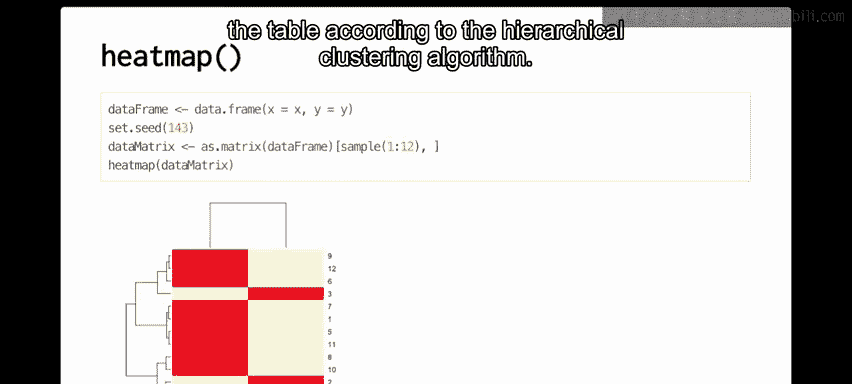 the table according to the hierarchical
clustering algorithm.
heatmap()
dataFrame <- data.frame(x = x, y = y)
set.seed(143)
dataMatrix <- as.matrix(dataFrame)[sample(1:12), ]
heatmap(dataMatrix)
9
12
6
3
7
1
5
11
8
10
2